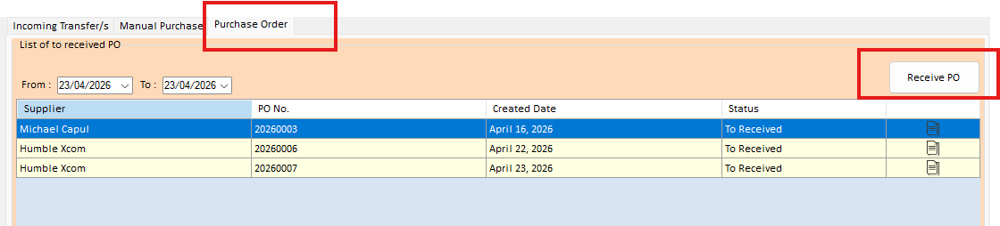 Incoming Transfer/s Manual Purchase Purchase Order
List of to received PO
Receive PO
From : 23/04/2026 To : 23/04/2026
Supplier PO No. Created Date Status
Michael Capul 20260003 April 16, 2026 To Received
Humble Xcom 20260006 April 22, 2026 To Received
Humble Xcom 20260007 April 23, 2026 To Received